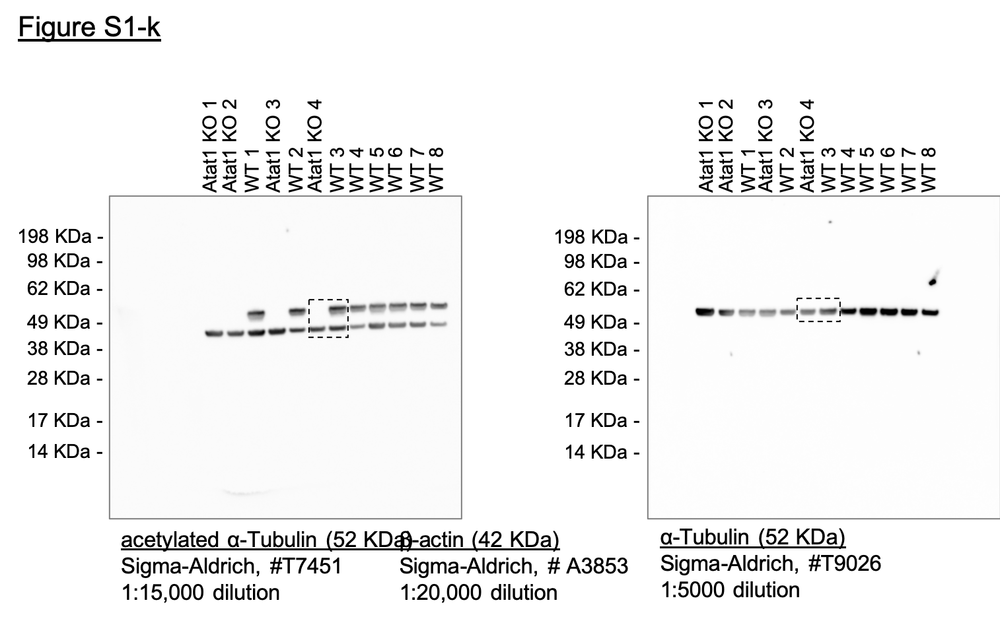 Figure S1-k
Atat1 KO 1
Atat1 KO 2
WT 1
Atat1 KO 3
WT 2
Atat1 KO 4
WT 3
WT 4
WT 5
WT 6
WT 7
WT 8
198 KDa -
98 KDa -
62 KDa -
49 KDa -
38 KDa -
28 KDa -
17 KDa -
14 KDa -
acetylated α-Tubulin (52 KDa)
Sigma-Aldrich, #T7451
1:15,000 dilution
β-actin (42 KDa)
Sigma-Aldrich, # A3853
1:20,000 dilution
Atat1 KO 1
Atat1 KO 2
WT 1
Atat1 KO 3
WT 2
Atat1 KO 4
WT 3
WT 4
WT 5
WT 6
WT 7
WT 8
198 KDa -
98 KDa -
62 KDa -
49 KDa -
38 KDa -
28 KDa -
17 KDa -
14 KDa -
α-Tubulin (52 KDa)
Sigma-Aldrich, #T9026
1:5000 dilution